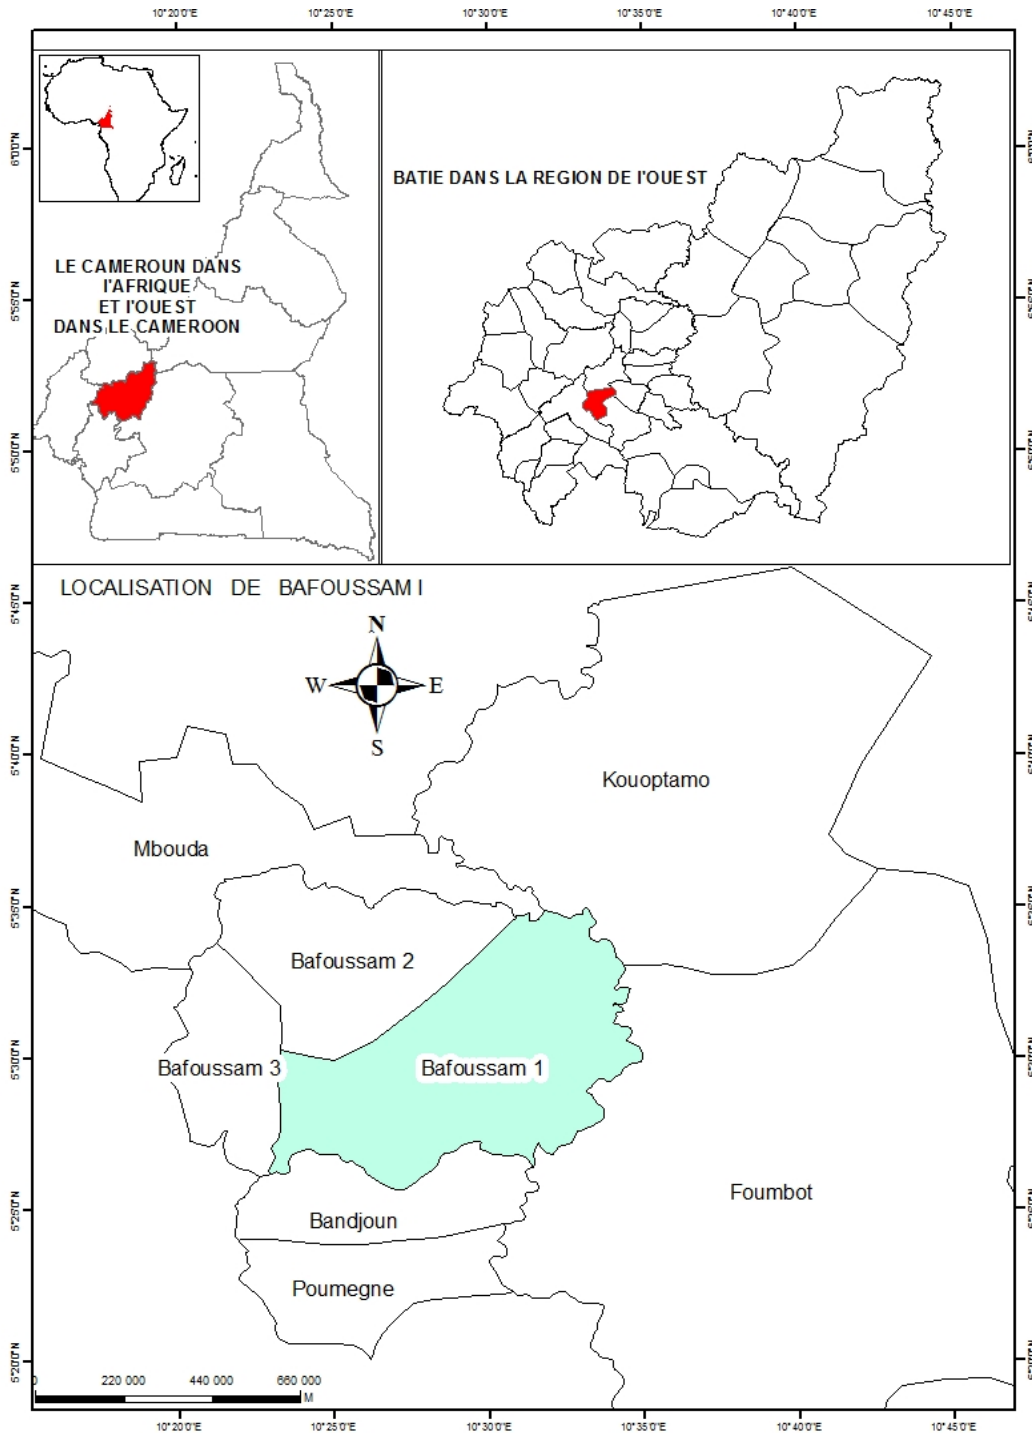 10°20'0"E 10°25'0"E 10°30'0"E 10°35'0"E 10°40'0"E 10°45'0"E
BATIE DANS LA REGION DE l'OUEST
LE CAMEROUN DANS
l'AFRIQUE
ET l'OUEST
DANS LE CAMEROON
LOCALISATION DE BAFOUSSAM I
N
W E
S
Kouoptamo
Mbouda
Bafoussam 2
Bafoussam 3
Bafoussam 1
Foumbot
Bandjoun
Poumegne
0 220 000 440 000 660 000
M
10°20'0"E 10°25'0"E 10°30'0"E 10°35'0"E 10°40'0"E 10°45'0"E